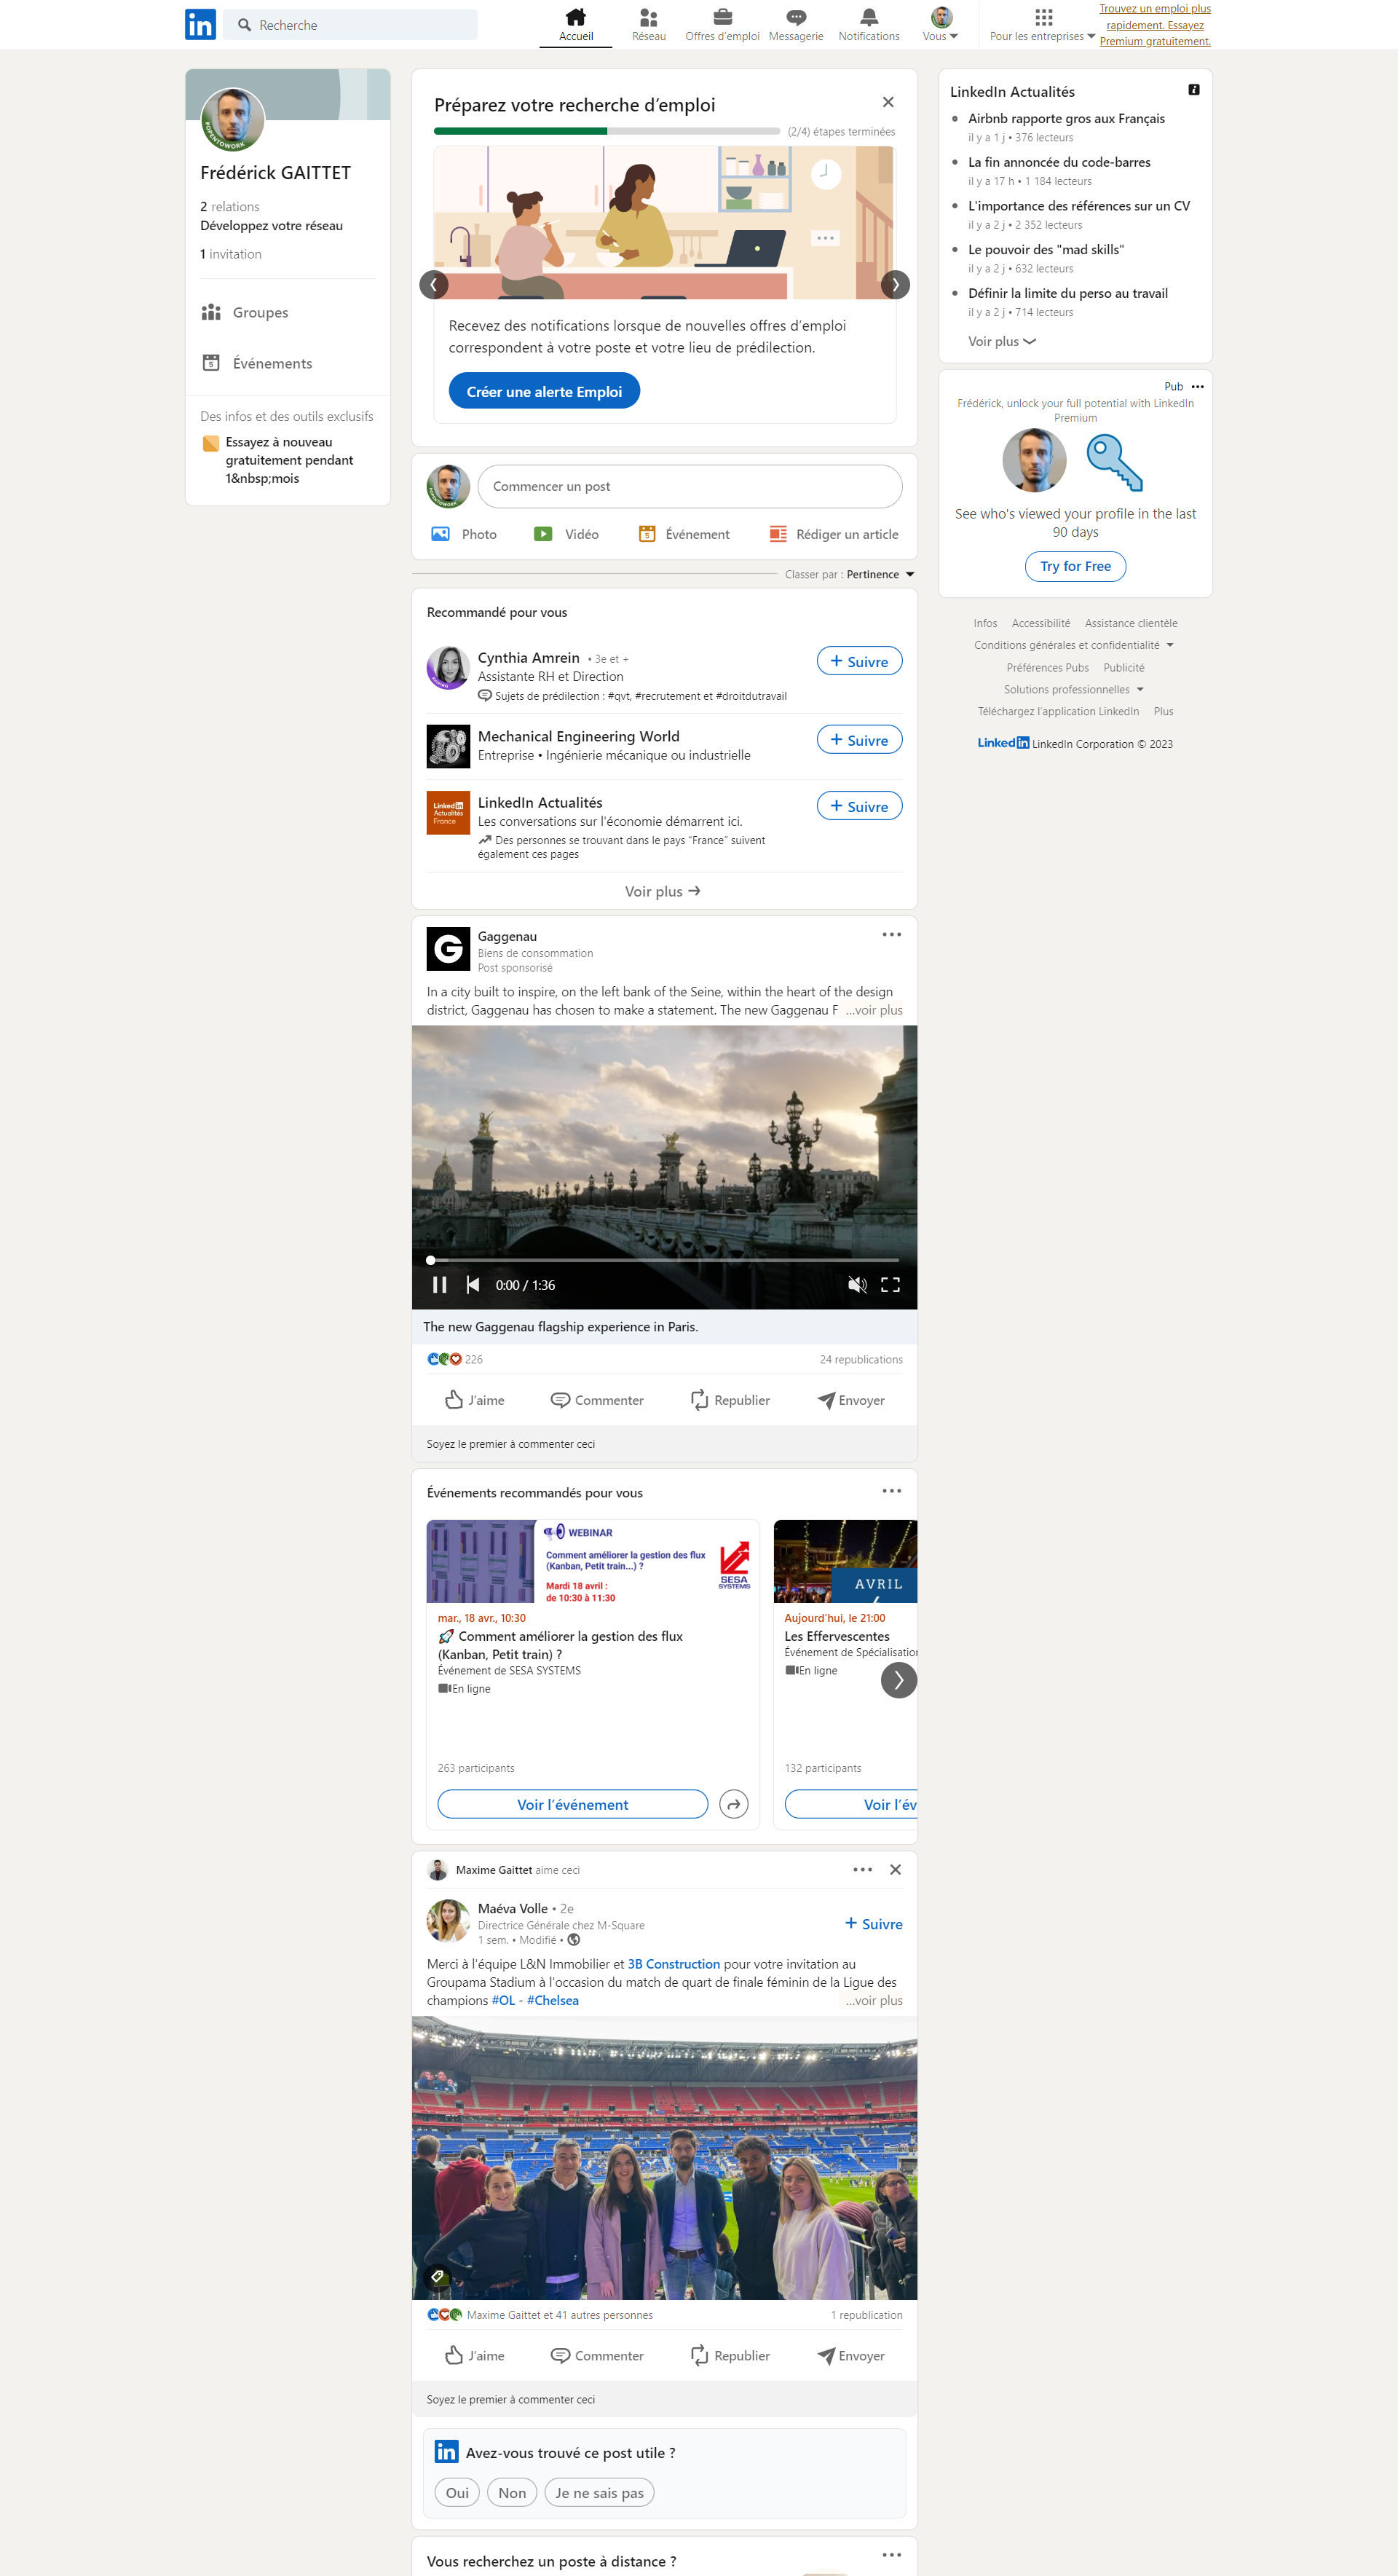 in
Recherche
Accueil
Réseau
Offres d'emploi
Messagerie
Notifications
Vous
Pour les entreprises
Trouvez un emploi plus
rapidement. Essayez
Premium gratuitement.
#OPENTOWORK
Frédérick GAITTET
2 relations
Développez votre réseau
1 invitation
Groupes
5
Événements
Des infos et des outils exclusifs
Essayez à nouveau
gratuitement pendant
1&nbsp;mois
Préparez votre recherche d'emploi
(2/4) étapes terminées
Recevez des notifications lorsque de nouvelles offres d'emploi
correspondent à votre poste et votre lieu de prédilection.
Créer une alerte Emploi
Commencer un post
Photo
Vidéo
5
Événement
Rédiger un article
Classer par : Pertinence
Recommandé pour vous
Cynthia Amrein • 3e et +
Assistante RH et Direction
Sujets de prédilection : #qvt, #recrutement et #droitdutravail
+ Suivre
Mechanical Engineering World
Entreprise • Ingénierie mécanique ou industrielle
+ Suivre
Linked in
Actualités
France
LinkedIn Actualités
Les conversations sur l'économie démarrent ici.
Des personnes se trouvant dans le pays “France” suivent
également ces pages
+ Suivre
Voir plus →
G
Gaggenau
Biens de consommation
Post sponsorisé
In a city built to inspire, on the left bank of the Seine, within the heart of the design
district, Gaggenau has chosen to make a statement. The new Gaggenau F ...voir plus
0:00 / 1:36
The new Gaggenau flagship experience in Paris.
226
24 republications
J'aime
Commenter
Republier
Envoyer
Soyez le premier à commenter ceci
Événements recommandés pour vous
WEBINAR
Comment améliorer la gestion des flux
(Kanban, Petit train...) ?
Mardi 18 avril :
de 10:30 à 11:30
SESA
SYSTEMS
mar., 18 avr., 10:30
🚀 Comment améliorer la gestion des flux
(Kanban, Petit train) ?
Événement de SESA SYSTEMS
En ligne
263 participants
Voir l'événement
AVRIL
Aujourd'hui, le 21:00
Les Effervescentes
Événement de Spécialisation
En ligne
132 participants
Voir l'év
Maxime Gaittet aime ceci
Maéva Volle • 2e
Directrice Générale chez M-Square
1 sem. • Modifié •
+ Suivre
Merci à l'équipe L&N Immobilier et 3B Construction pour votre invitation au
Groupama Stadium à l'occasion du match de quart de finale féminin de la Ligue des
champions #OL - #Chelsea ...voir plus
Maxime Gaittet et 41 autres personnes
1 republication
J'aime
Commenter
Republier
Envoyer
Soyez le premier à commenter ceci
in
Avez-vous trouvé ce post utile ?
Oui
Non
Je ne sais pas
Vous recherchez un poste à distance ?
LinkedIn Actualités
Airbnb rapporte gros aux Français
il y a 1 j • 376 lecteurs
La fin annoncée du code-barres
il y a 17 h • 1 184 lecteurs
L'importance des références sur un CV
il y a 2 j • 2 352 lecteurs
Le pouvoir des "mad skills"
il y a 2 j • 632 lecteurs
Définir la limite du perso au travail
il y a 2 j • 714 lecteurs
Voir plus
Pub
Frédérick, unlock your full potential with LinkedIn
Premium
See who's viewed your profile in the last
90 days
Try for Free
Infos
Accessibilité
Assistance clientèle
Conditions générales et confidentialité
Préférences Pubs
Publicité
Solutions professionnelles
Téléchargez l'application LinkedIn
Plus
Linked in LinkedIn Corporation © 2023